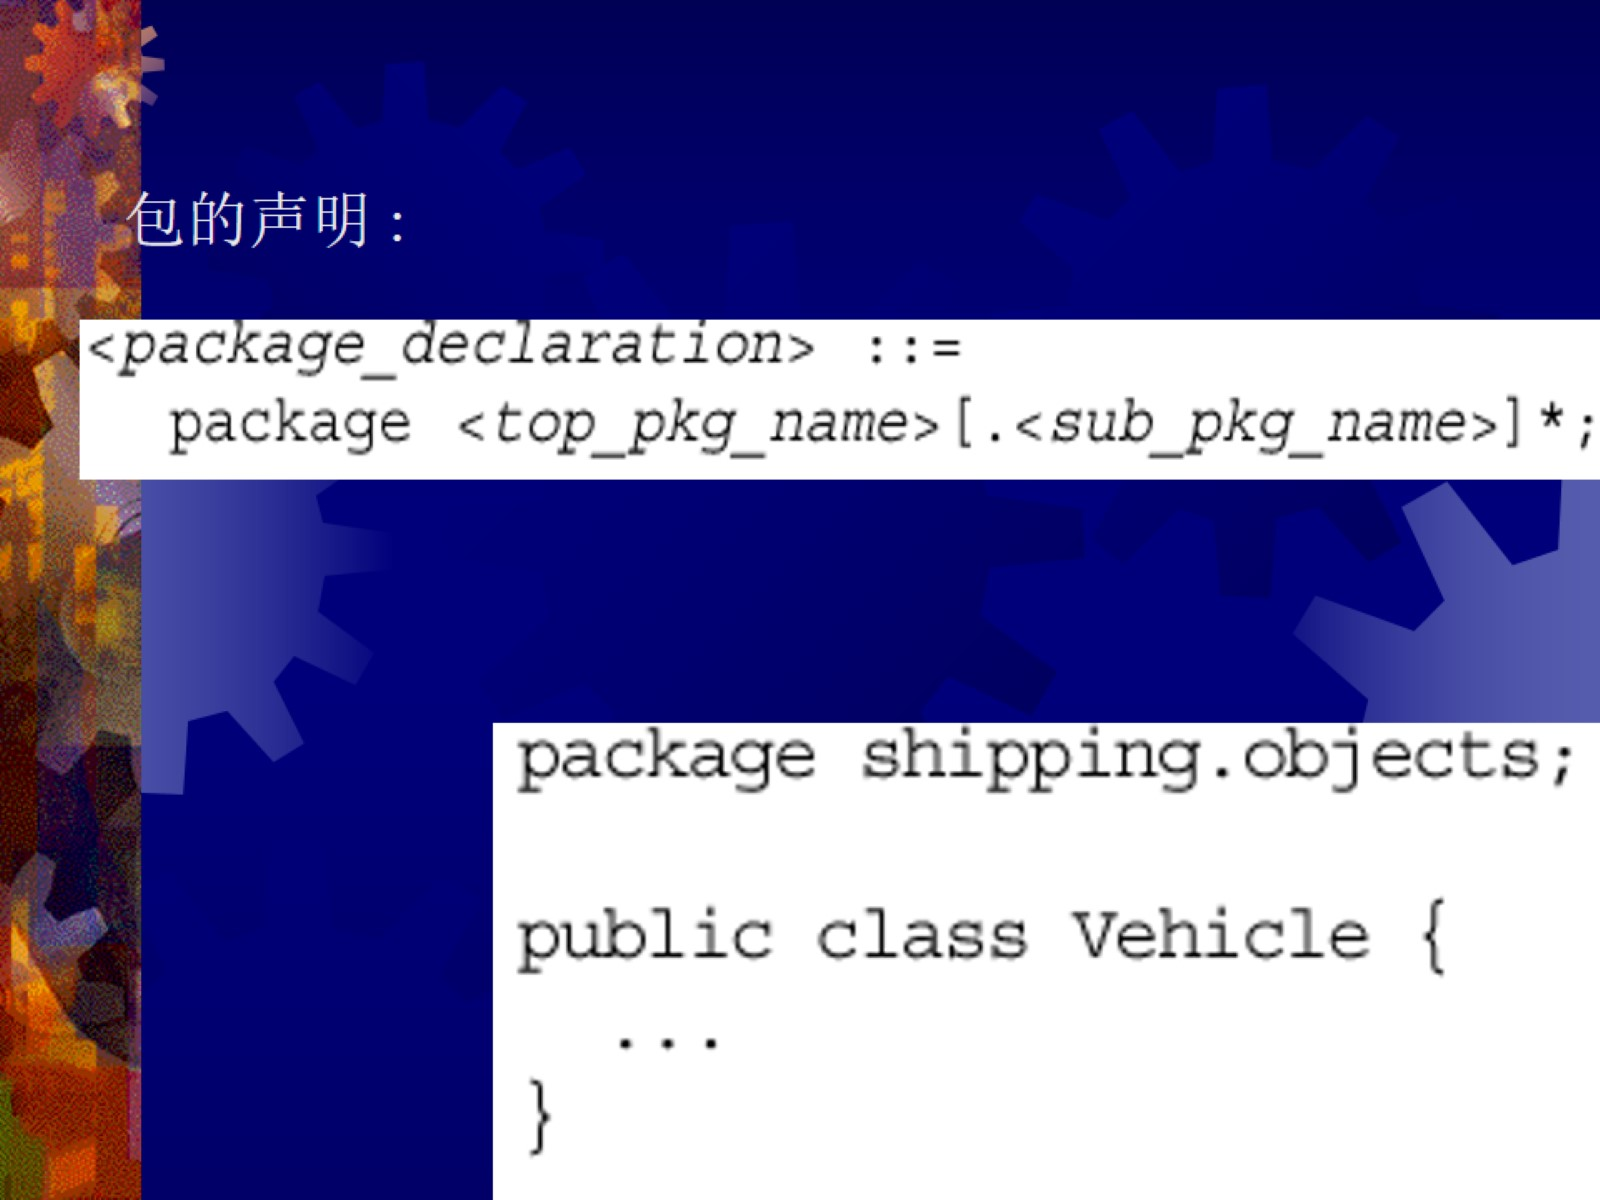 包的声明:
<package_declaration> ::=
package <top_pkg_name>[.<sub_pkg_name>]*;
package shipping.objects;
public class Vehicle {
...
}